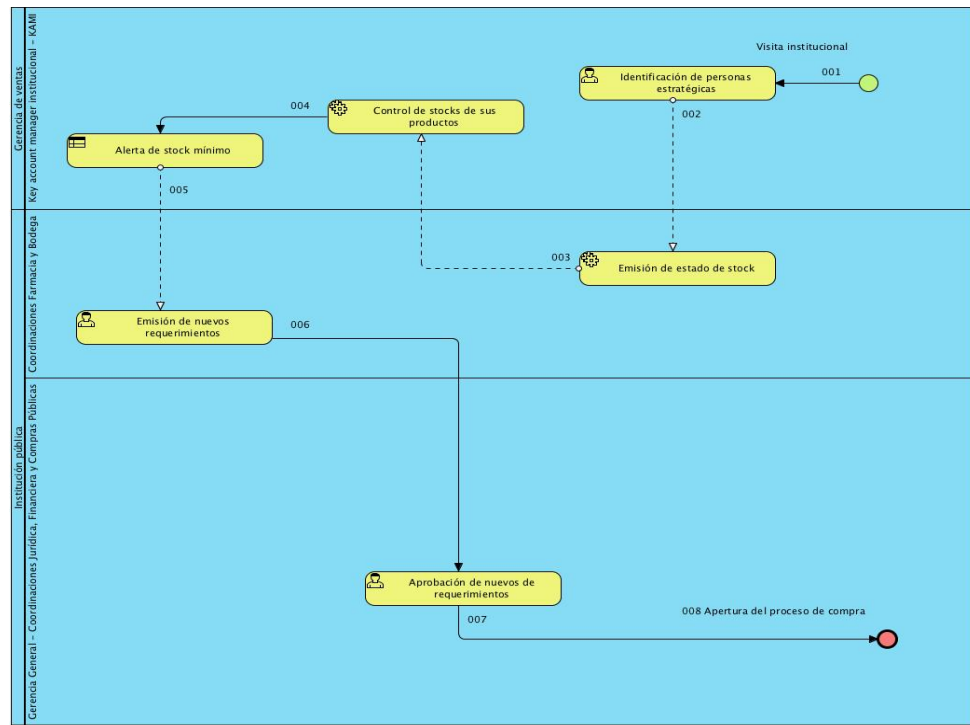 Gerencia de ventas
Key account manager institucional - KAMI
Visita institucional
001
Identificación de personas
estratégicas
002
004
Control de stocks de sus
productos
Alerta de stock mínimo
005
Institución pública
Coordinaciones Farmacia y Bodega
003
Emisión de estado de stock
Emisión de nuevos
requerimientos
006
Gerencia General - Coordinaciones Jurídica, Financiera y Compras Públicas
Aprobación de nuevos de
requerimientos
007
008 Apertura del proceso de compra